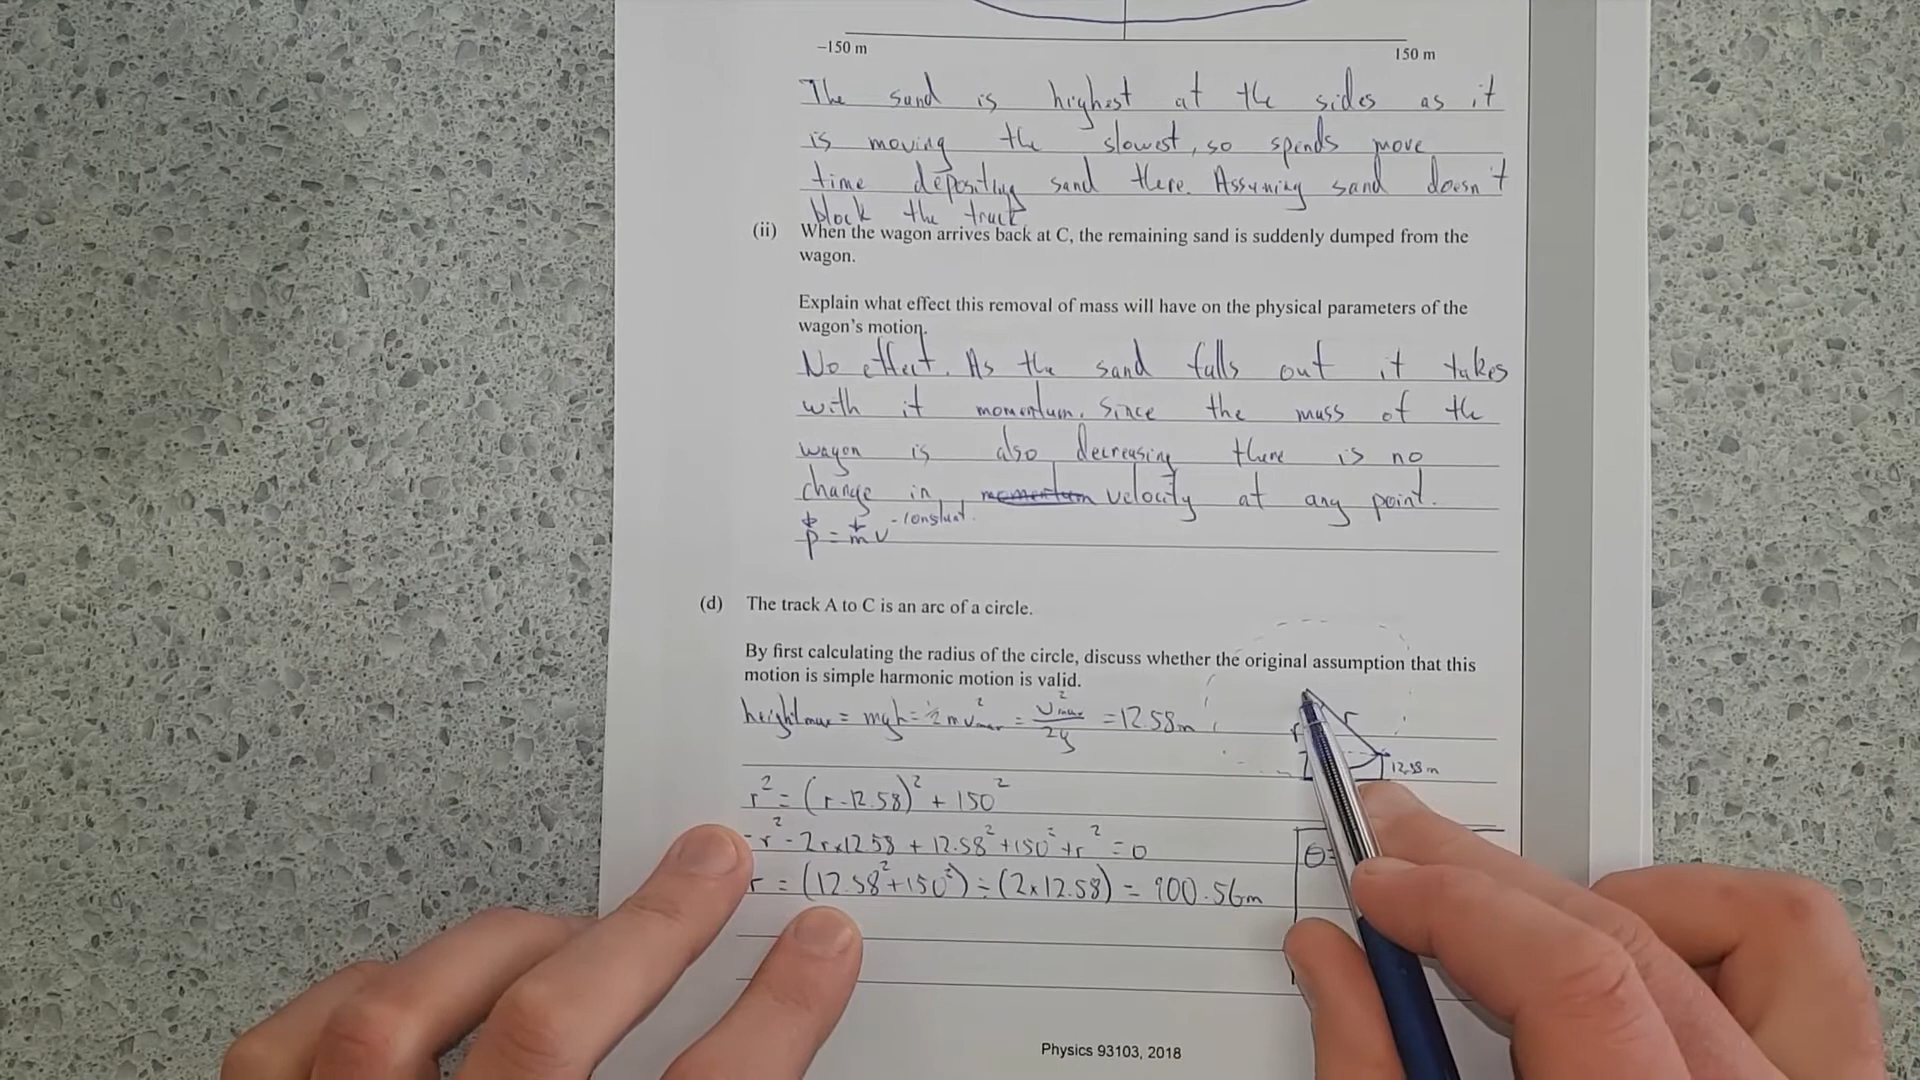 −150 m
150 m
The sand is highest at the sides as it
is moving the slowest, so spends more
time depositing sand there. Assuming sand doesn't
block the track
(ii) When the wagon arrives back at C, the remaining sand is suddenly dumped from the
wagon.
Explain what effect this removal of mass will have on the physical parameters of the
wagon's motion.
No effect. As the sand falls out it takes
with it momentum. Since the mass of the
wagon is also decreasing there is no
change in momentum velocity at any point.
p = mv - constant.
(d) The track A to C is an arc of a circle.
By first calculating the radius of the circle, discuss whether the original assumption that this
motion is simple harmonic motion is valid.
height max = mgh = ½ m v²max = v²max / 2g = 12.58m
r
r
12.58m
r² = (r - 12.58)² + 150²
- r² - 2r×12.58 + 12.58² + 150² + r² = 0
r = (12.58² + 150²) ÷ (2×12.58) = 900.56m
θ=
Physics 93103, 2018